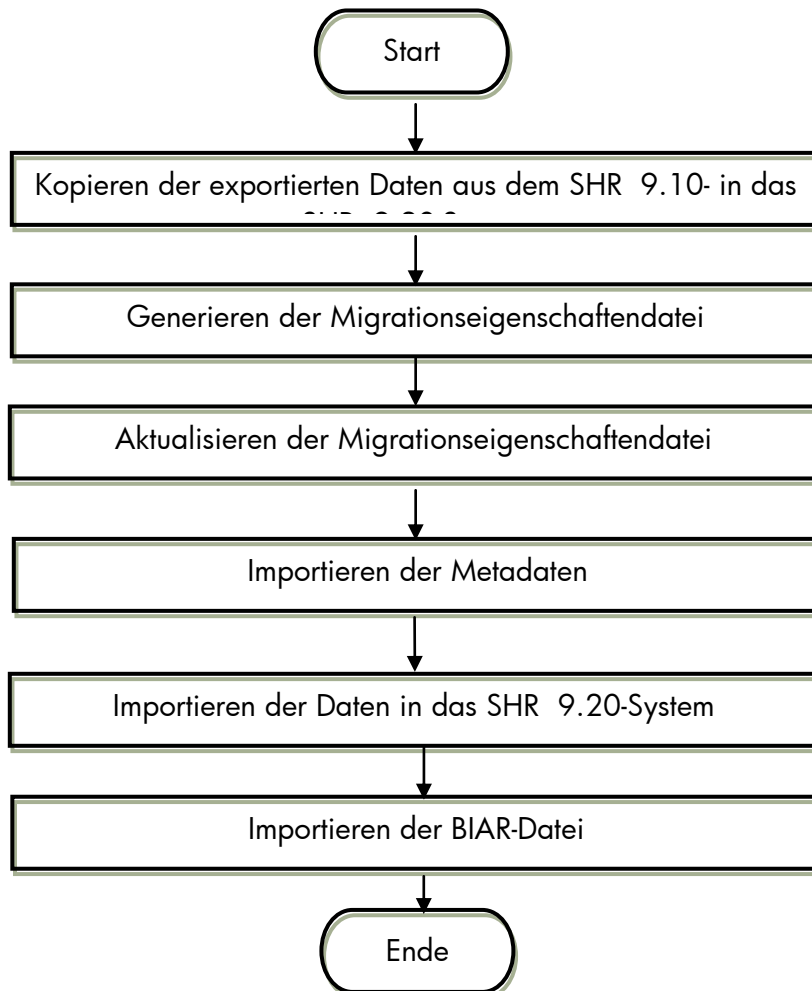 Start
Kopieren der exportierten Daten aus dem SHR 9.10- in das
Generieren der Migrationseigenschaftendatei
Aktualisieren der Migrationseigenschaftendatei
Importieren der Metadaten
Importieren der Daten in das SHR 9.20-System
Importieren der BIAR-Datei
Ende